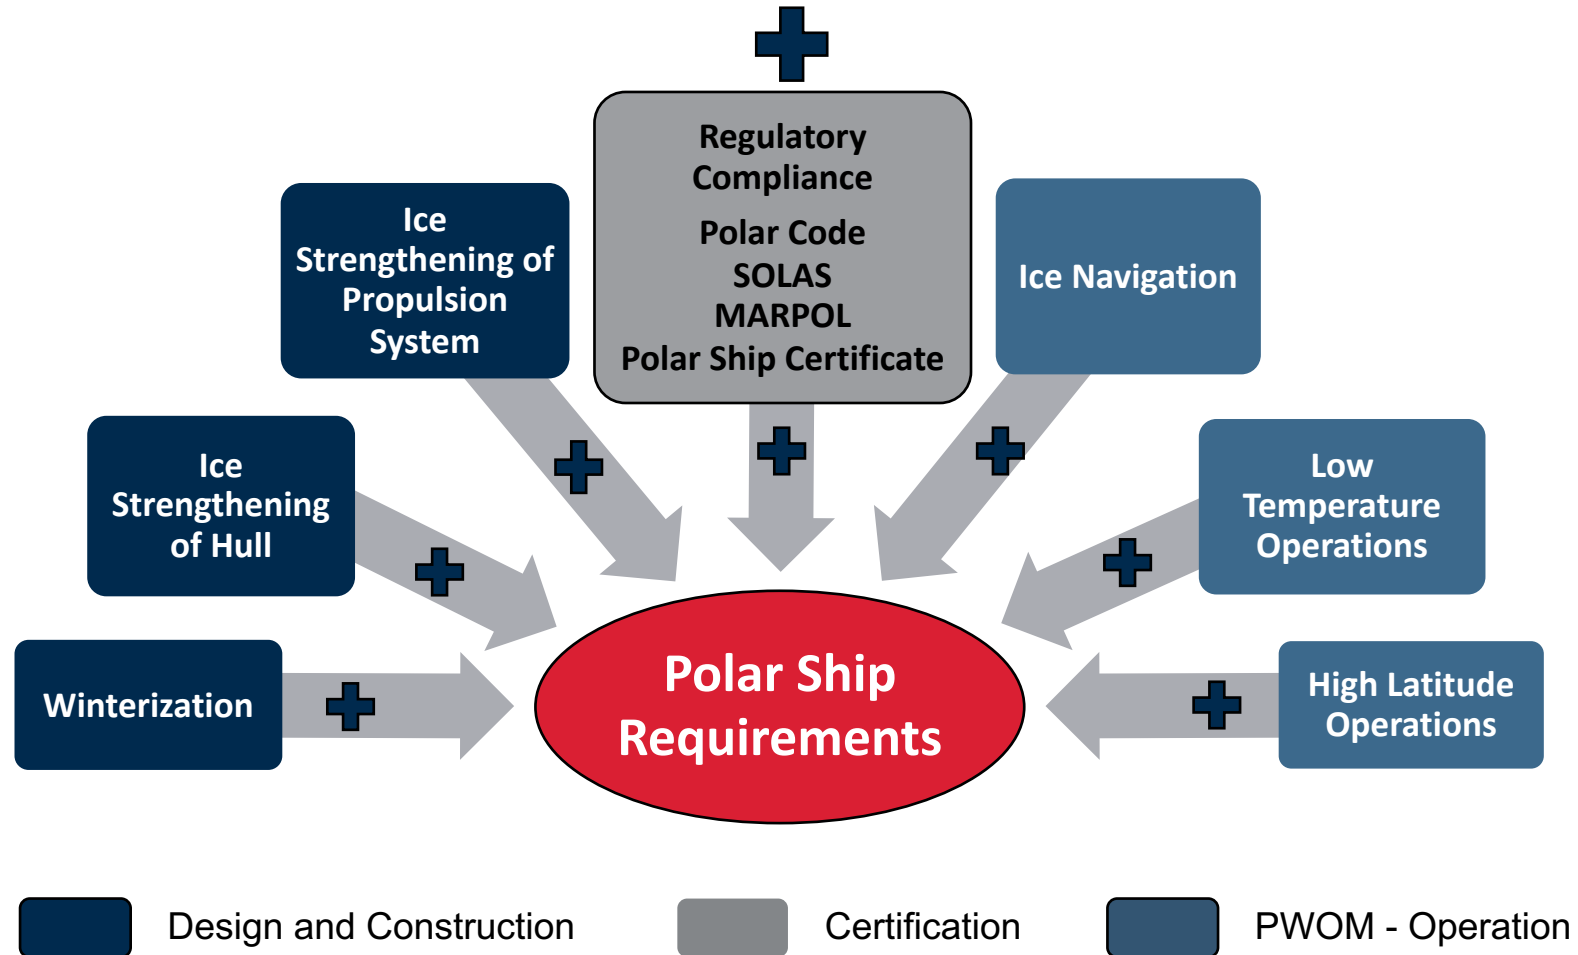 Regulatory
Compliance
Polar Code
SOLAS
MARPOL
Polar Ship Certificate
Ice
Strengthening of
Propulsion
System
Ice Navigation
Ice
Strengthening
of Hull
Low
Temperature
Operations
Winterization
Polar Ship
Requirements
High Latitude
Operations
Design and Construction
Certification
PWOM - Operation